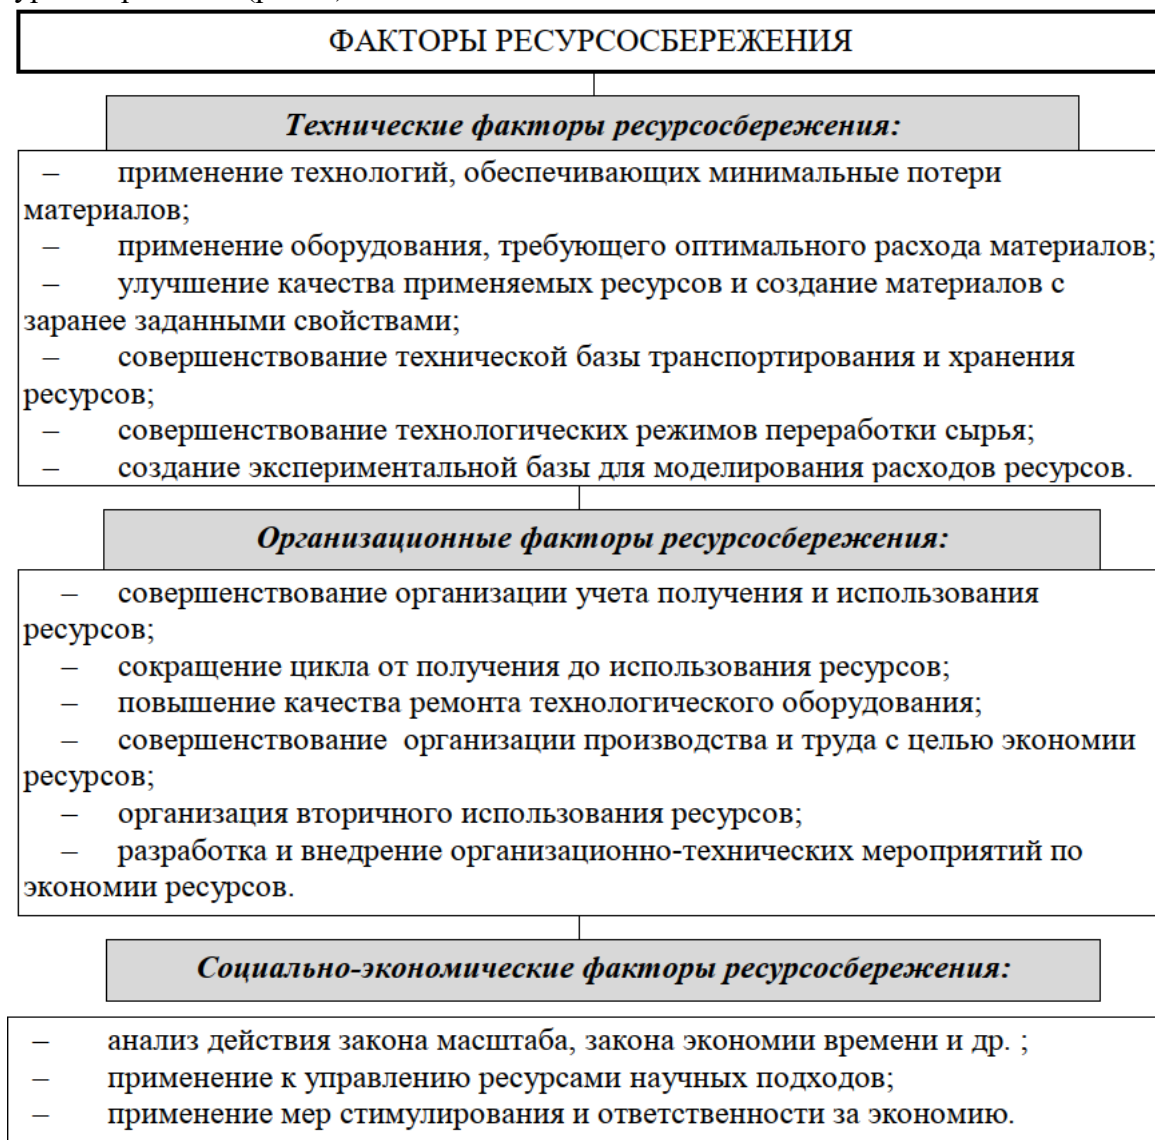 ФАКТОРЫ РЕСУРСОСБЕРЕЖЕНИЯ
Технические факторы ресурсосбережения:
– применение технологий, обеспечивающих минимальные потери
материалов;
– применение оборудования, требующего оптимального расхода материалов;
– улучшение качества применяемых ресурсов и создание материалов с
заранее заданными свойствами;
– совершенствование технической базы транспортирования и хранения
ресурсов;
– совершенствование технологических режимов переработки сырья;
– создание экспериментальной базы для моделирования расходов ресурсов.
Организационные факторы ресурсосбережения:
– совершенствование организации учета получения и использования
ресурсов;
– сокращение цикла от получения до использования ресурсов;
– повышение качества ремонта технологического оборудования;
– совершенствование организации производства и труда с целью экономии
ресурсов;
– организация вторичного использования ресурсов;
– разработка и внедрение организационно-технических мероприятий по
экономии ресурсов.
Социально-экономические факторы ресурсосбережения:
– анализ действия закона масштаба, закона экономии времени и др. ;
– применение к управлению ресурсами научных подходов;
– применение мер стимулирования и ответственности за экономию.